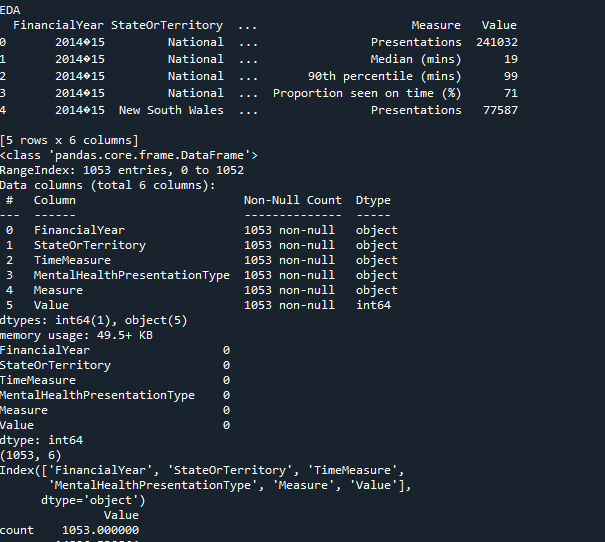 EDA
FinancialYear StateOrTerritory ... Measure Value
0 2014�15 National ... Presentations 241032
1 2014�15 National ... Median (mins) 19
2 2014�15 National ... 90th percentile (mins) 99
3 2014�15 National ... Proportion seen on time (%) 71
4 2014�15 New South Wales ... Presentations 77587
[5 rows x 6 columns]
<class 'pandas.core.frame.DataFrame'>
RangeIndex: 1053 entries, 0 to 1052
Data columns (total 6 columns):
# Column Non-Null Count Dtype
--- ------ -------------- -----
0 FinancialYear 1053 non-null object
1 StateOrTerritory 1053 non-null object
2 TimeMeasure 1053 non-null object
3 MentalHealthPresentationType 1053 non-null object
4 Measure 1053 non-null object
5 Value 1053 non-null int64
dtypes: int64(1), object(5)
memory usage: 49.5+ KB
FinancialYear 0
StateOrTerritory 0
TimeMeasure 0
MentalHealthPresentationType 0
Measure 0
Value 0
dtype: int64
(1053, 6)
Index(['FinancialYear', 'StateOrTerritory', 'TimeMeasure',
'MentalHealthPresentationType', 'Measure', 'Value'],
dtype='object')
Value
count 1053.000000